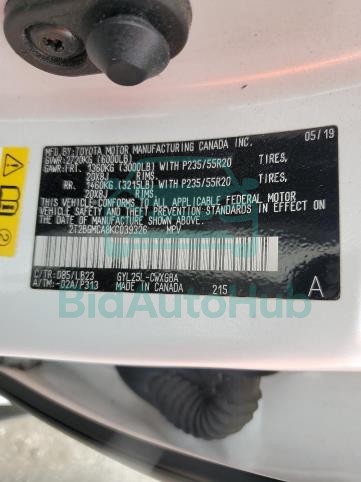 MFD. BY: TOYOTA MOTOR MANUFACTURING CANADA INC. 05/19
GVWR: 2720KG (6000LB)
GAWR: FRT. 1360KG (3000LB) WITH P235/55R20 TIRES,
20X8J RIMS
RR. 1460KG (3215LB) WITH P235/55R20 TIRES,
20X8J RIMS
THIS VEHICLE CONFORMS TO ALL APPLICABLE FEDERAL MOTOR
VEHICLE SAFETY AND THEFT PREVENTION STANDARDS IN EFFECT ON
THE DATE OF MANUFACTURE SHOWN ABOVE.
2T2BGMCA0KC039326 MPV
C/TR: 085/LB23 GYL25L-CWXGBA
A/TM: -02A/P313 MADE IN CANADA 215 A
2
BidAutoHub